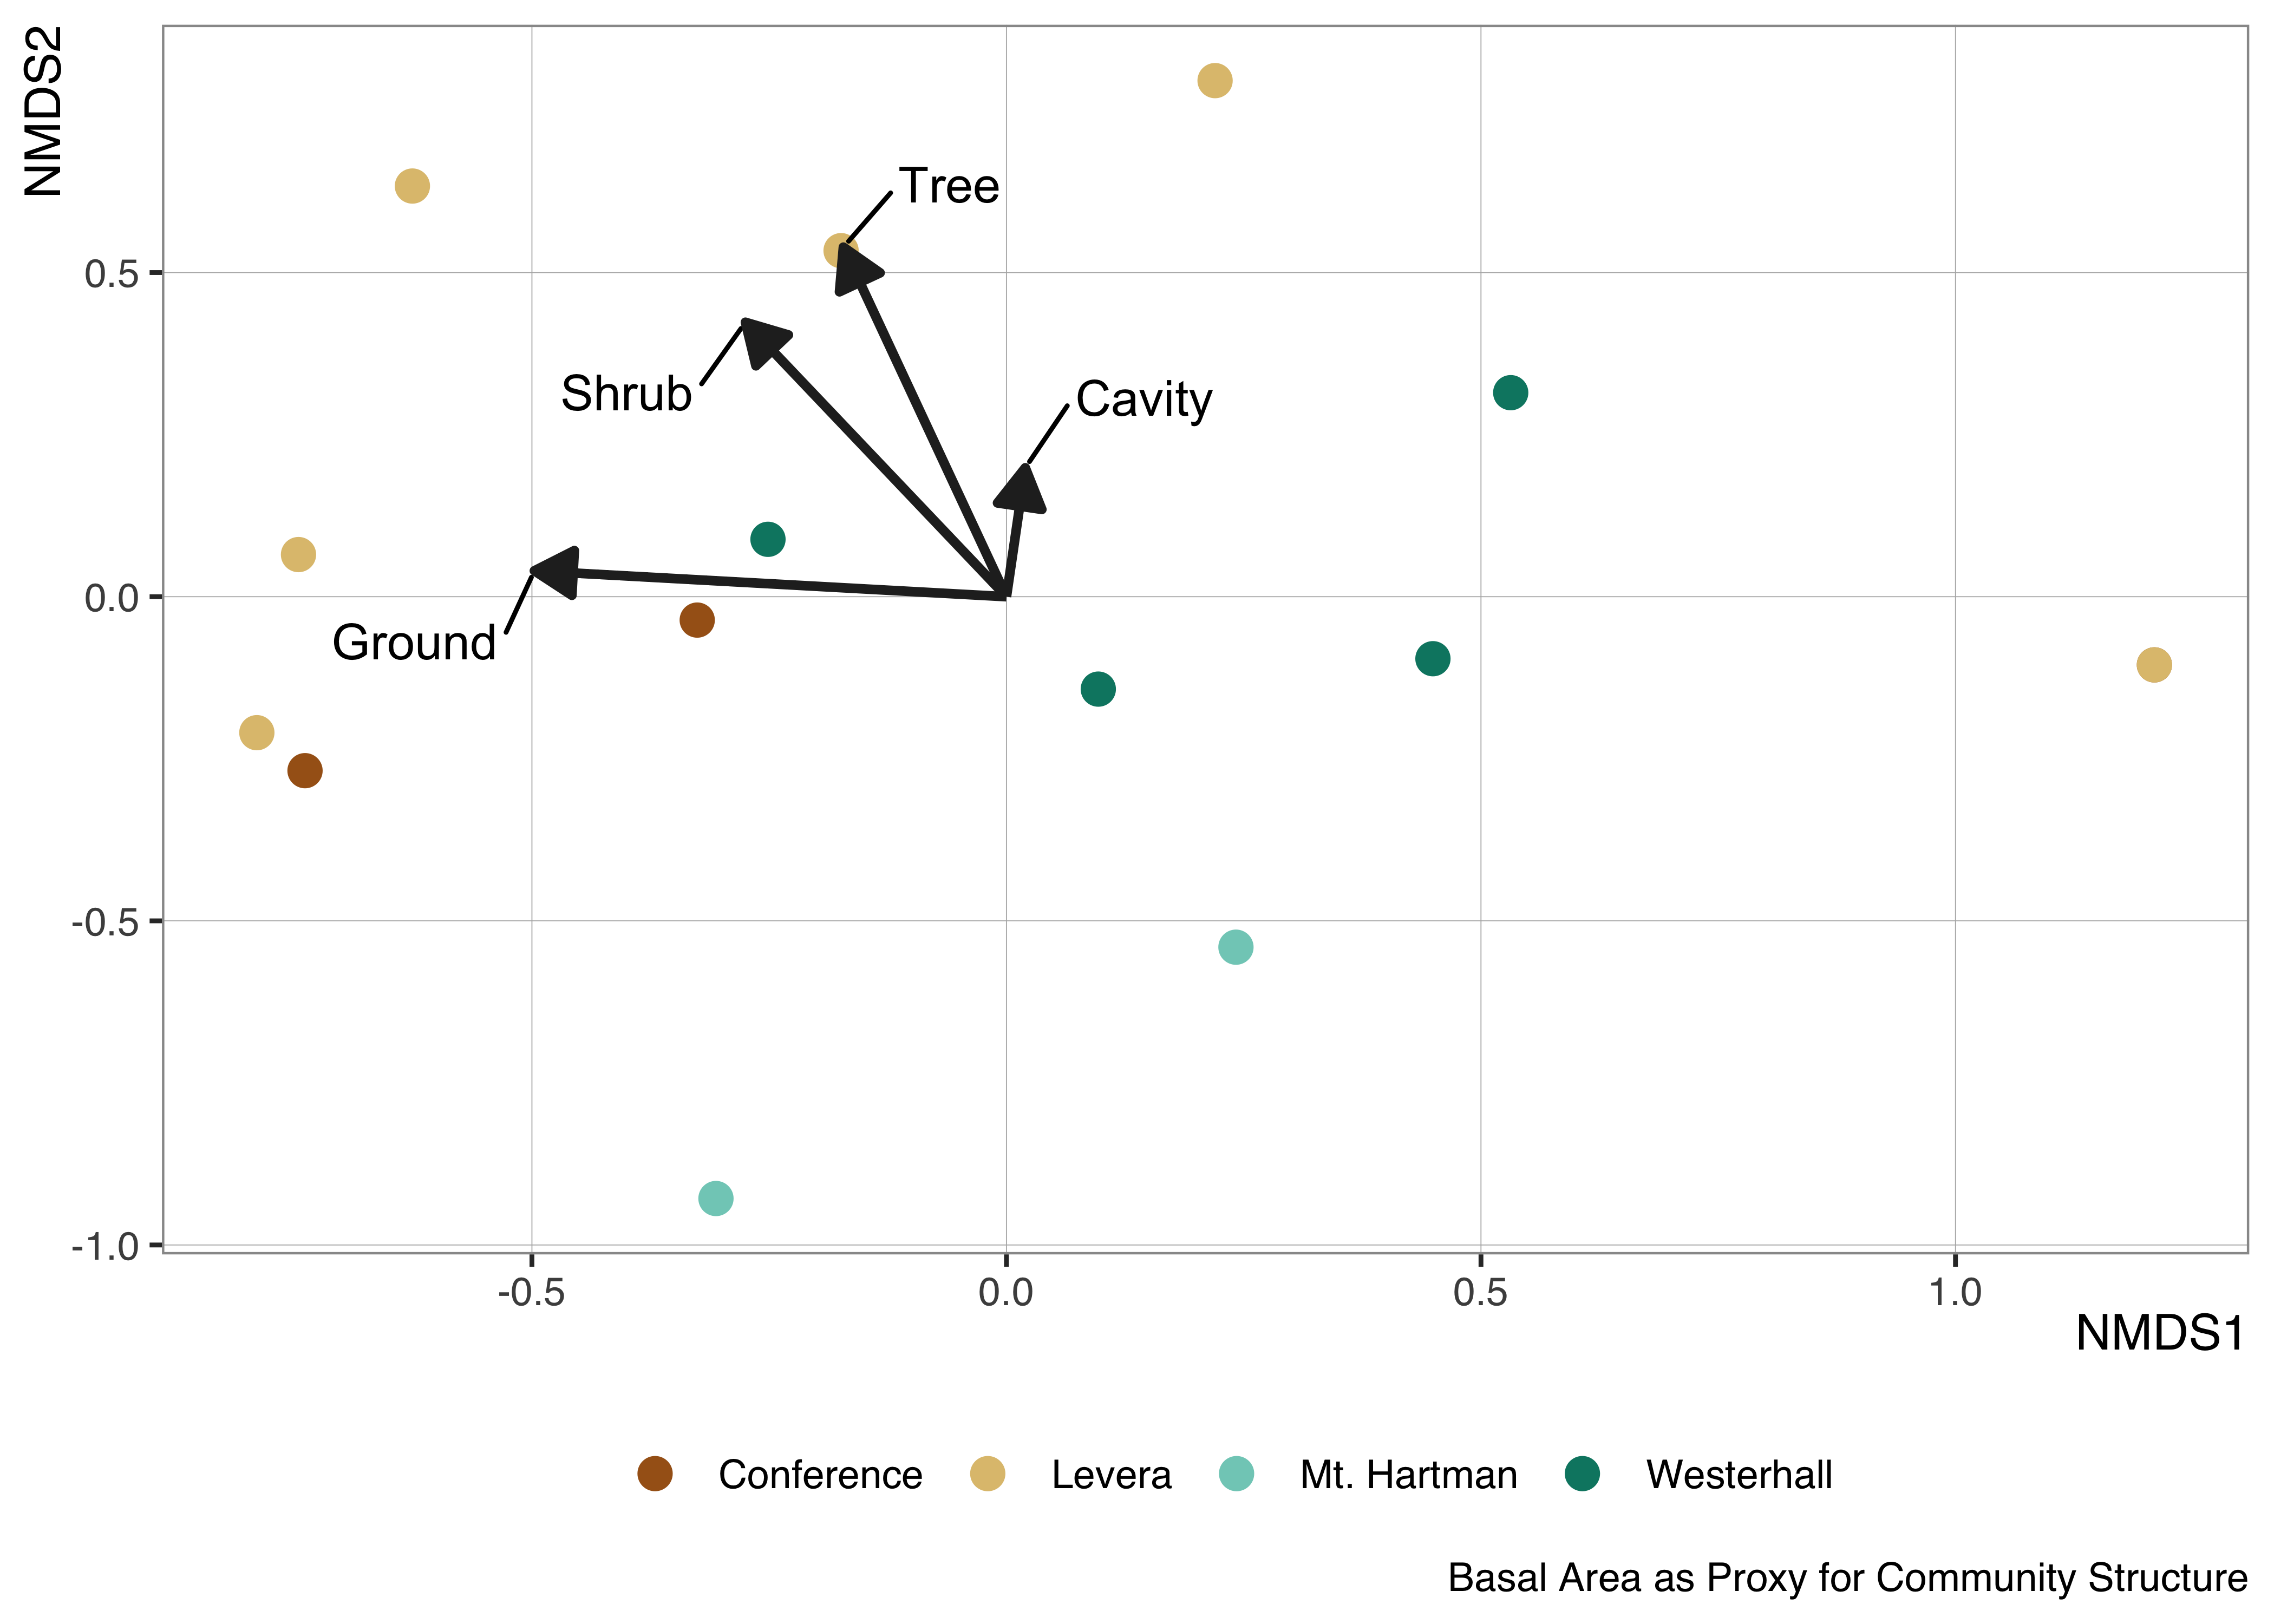 NMDS2
Tree
Shrub
Cavity
Ground
0.5
0.0
-0.5
-1.0
-0.5 0.0 0.5 1.0
NMDS1
Conference Levera Mt. Hartman Westerhall
Basal Area as Proxy for Community Structure